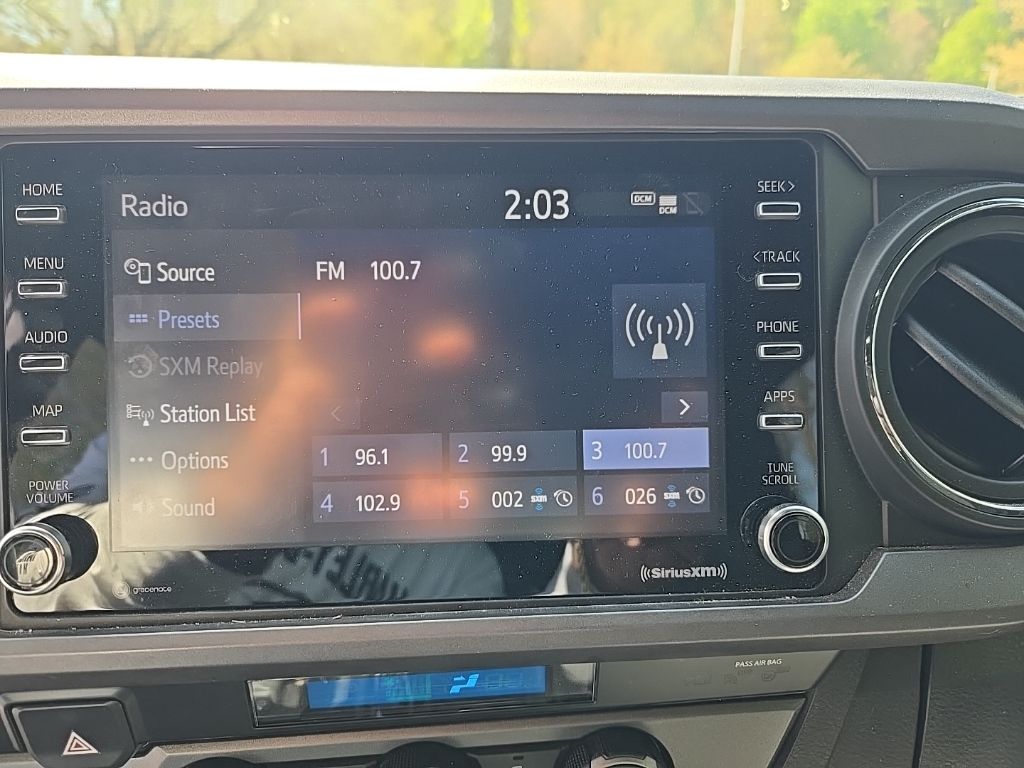 HOME
MENU
AUDIO
MAP
POWER
VOLUME
Radio
2:03
DCM
DCM
Source
Presets
SXM Replay
Station List
Options
Sound
FM 100.7
<
>
1 96.1
2 99.9
3 100.7
4 102.9
5 002 SXM
6 026 SXM
SEEK>
<TRACK
PHONE
APPS
TUNE
SCROLL
gracenote
((SiriusXM))
PASS AIR BAG